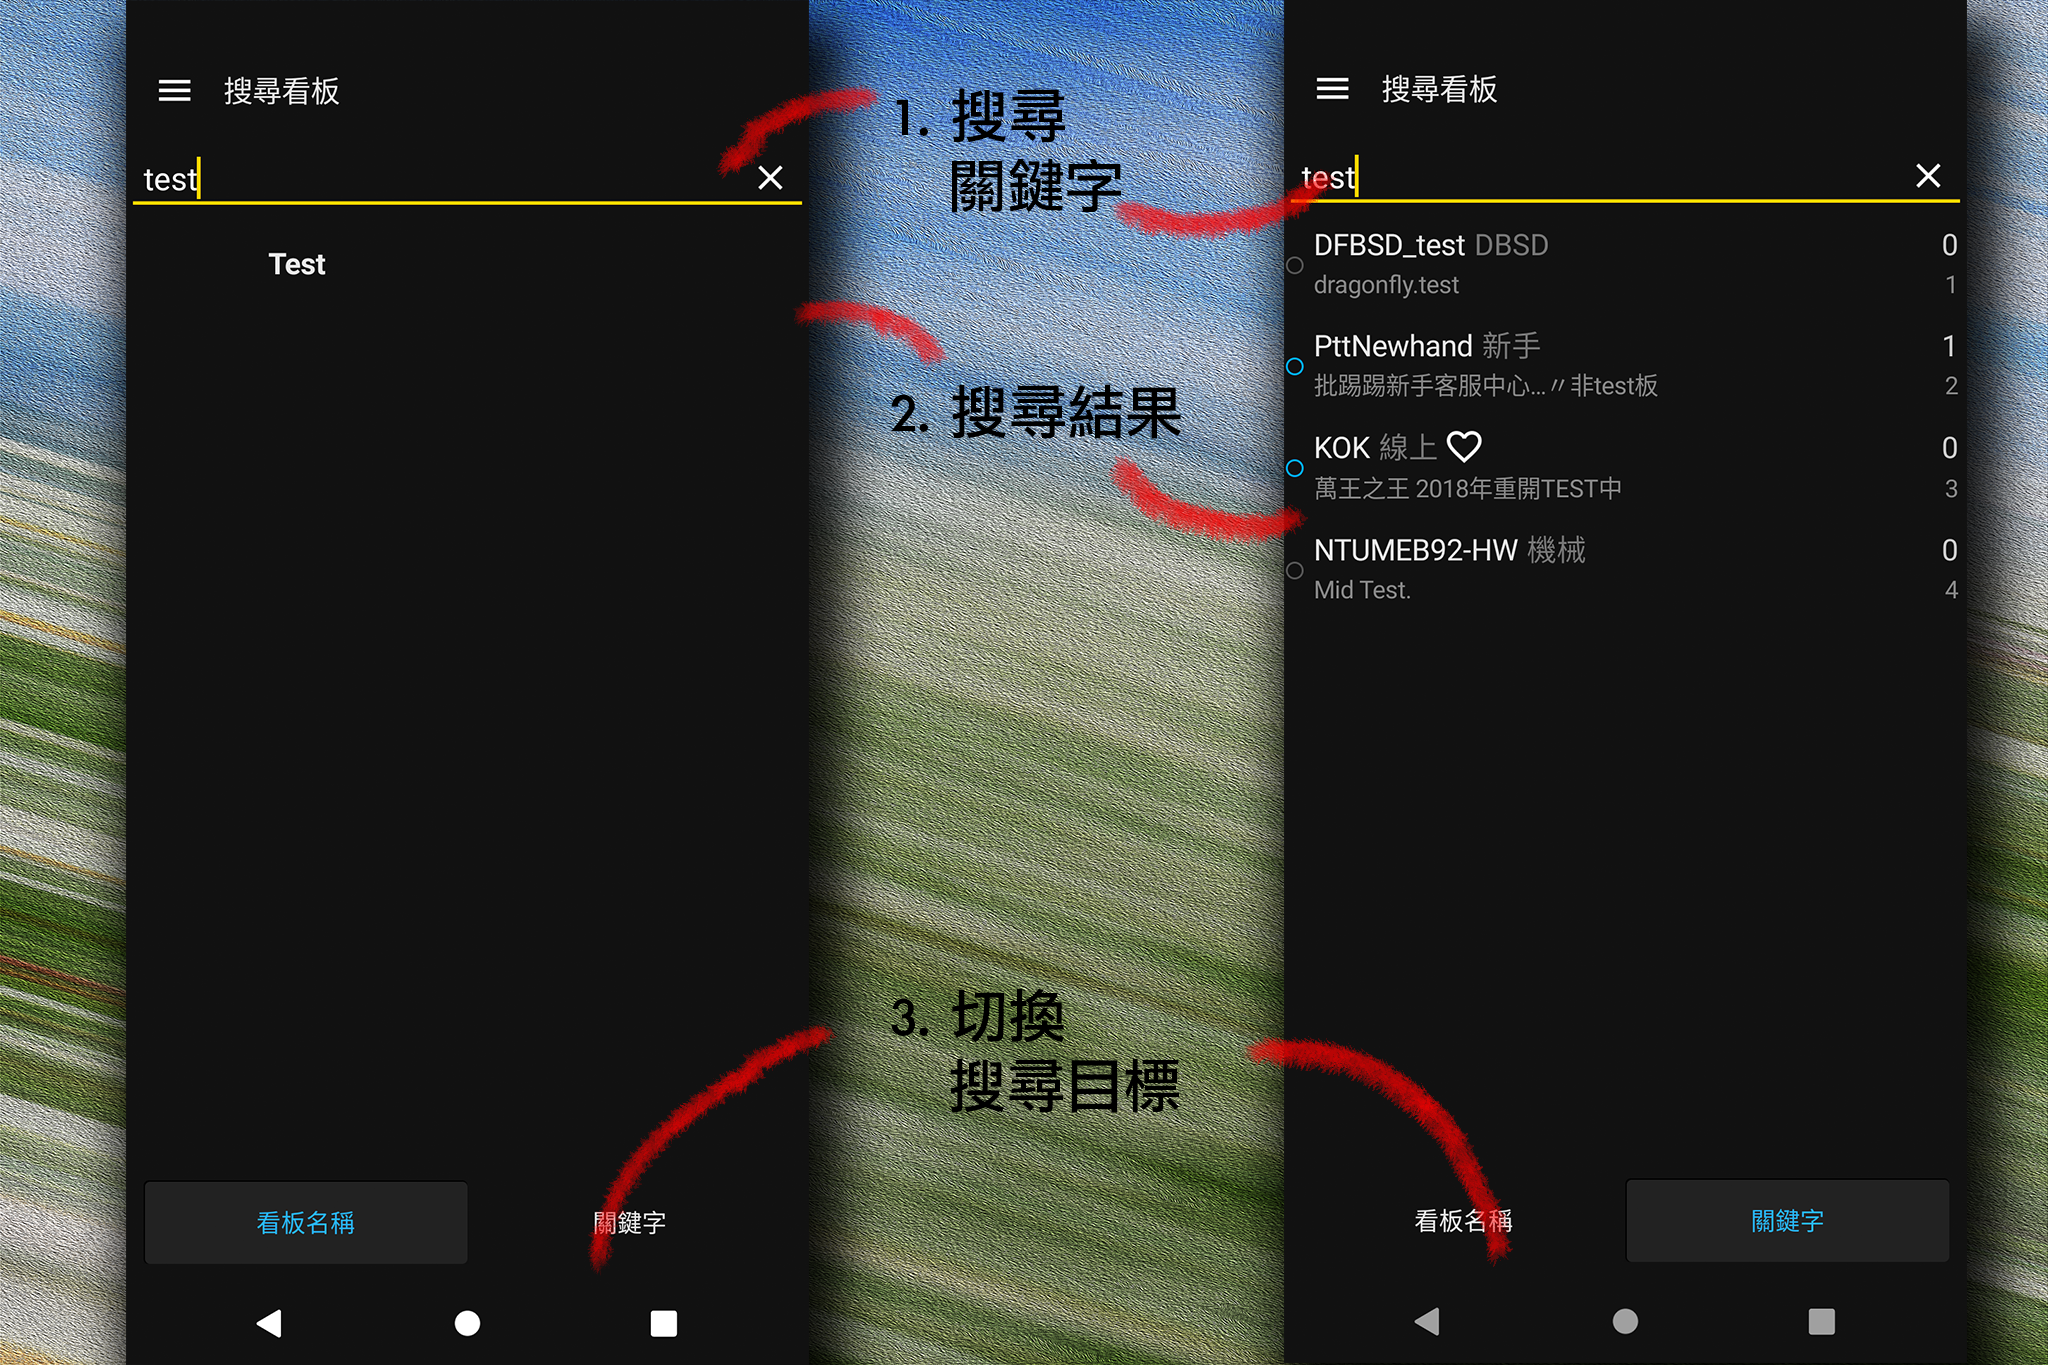 搜尋看板
test
Test
看板名稱
關鍵字
1. 搜尋
關鍵字
2. 搜尋結果
3. 切換
搜尋目標
搜尋看板
test
DFBSD_test DBSD 0
dragonfly.test 1
PttNewhand 新手 1
批踢踢新手客服中心...〃非test板 2
KOK 線上 0
萬王之王 2018年重開TEST中 3
NTUMEB92-HW 機械 0
Mid Test. 4
看板名稱
關鍵字